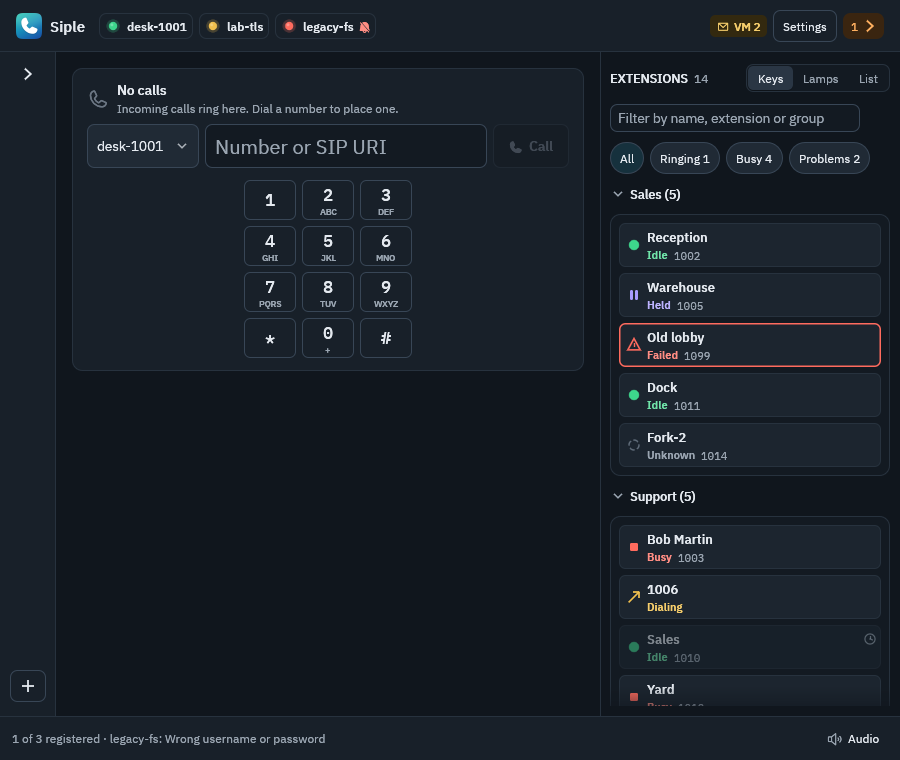 Siple
desk-1001
lab-tls
legacy-fs
VM 2
Settings
1
No calls
Incoming calls ring here. Dial a number to place one.
desk-1001
Number or SIP URI
Call
1
2
ABC
3
DEF
4
GHI
5
JKL
6
MNO
7
PQRS
8
TUV
9
WXYZ
*
0
+
#
EXTENSIONS 14
Keys
Lamps
List
Filter by name, extension or group
All
Ringing 1
Busy 4
Problems 2
Sales (5)
Reception
Idle 1002
Warehouse
Held 1005
Old lobby
Failed 1099
Dock
Idle 1011
Fork-2
Unknown 1014
Support (5)
Bob Martin
Busy 1003
1006
Dialing
Sales
Idle 1010
Yard
1 of 3 registered · legacy-fs: Wrong username or password
Audio